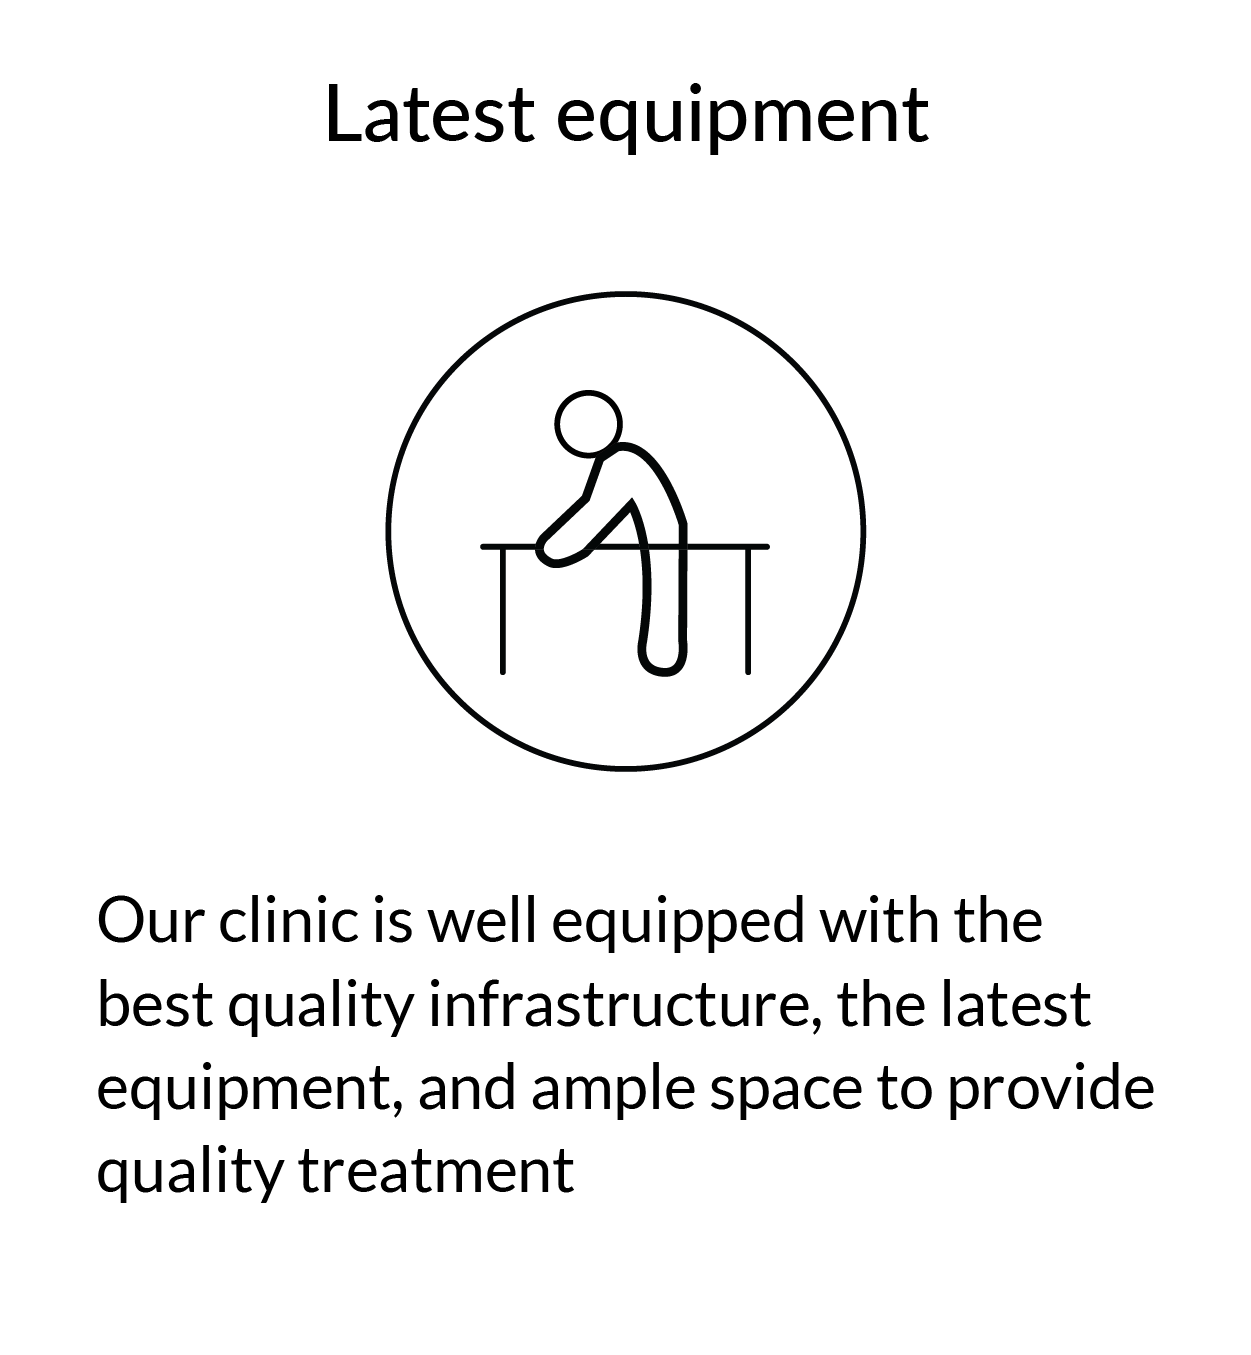 Latest equipment
Our clinic is well equipped with the
best quality infrastructure, the latest
equipment, and ample space to provide
quality treatment